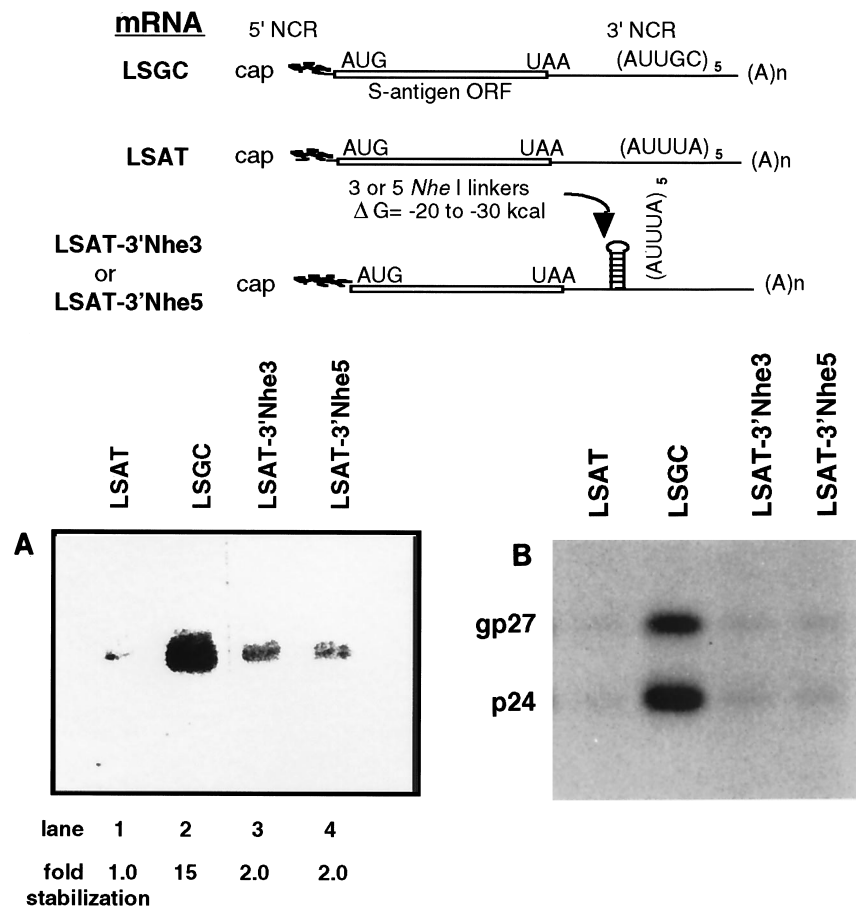 mRNA 5' NCR 3' NCR
LSGC cap AUG UAA (AUUGC) 5 (A)n
S-antigen ORF
LSAT cap AUG UAA (AUUUA) 5 (A)n
3 or 5 Nhe I linkers
Δ G= -20 to -30 kcal
(AUUUA) 5
LSAT-3'Nhe3
or
LSAT-3'Nhe5
cap AUG UAA (A)n
LSAT LSGC LSAT-3'Nhe3 LSAT-3'Nhe5
A
lane 1 2 3 4
fold 1.0 15 2.0 2.0
stabilization
LSAT LSGC LSAT-3'Nhe3 LSAT-3'Nhe5
B
gp27
p24